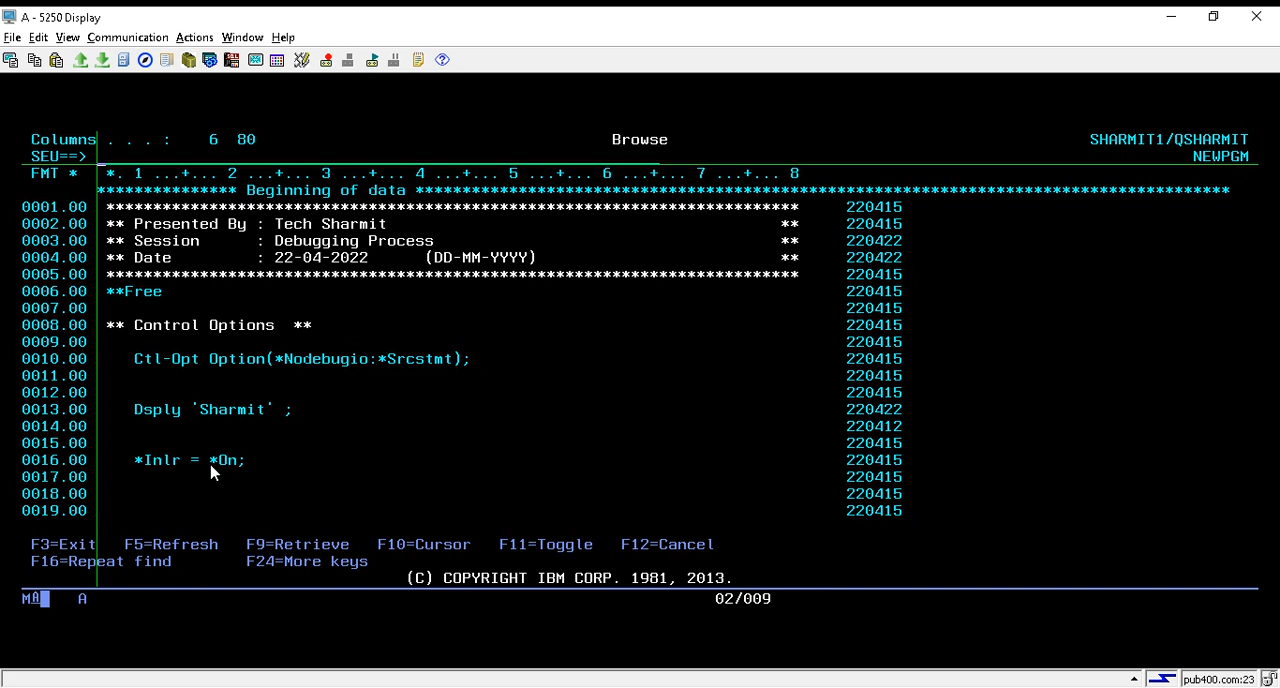 A - 5250 Display
File Edit View Communication Actions Window Help
Columns . . . : 6 80 Browse SHARMIT1/QSHARMIT
SEU==> NEWPGM
FMT * *. 1 ...+... 2 ...+... 3 ...+... 4 ...+... 5 ...+... 6 ...+... 7 ...+... 8
*************** Beginning of data ***************************************************************************************
0001.00 ************************************************************************** 220415
0002.00 ** Presented By : Tech Sharmit ** 220415
0003.00 ** Session : Debugging Process ** 220422
0004.00 ** Date : 22-04-2022 (DD-MM-YYYY) ** 220422
0005.00 ************************************************************************** 220415
0006.00 **Free 220415
0007.00 220415
0008.00 ** Control Options ** 220415
0009.00 220415
0010.00 Ctl-Opt Option(*Nodebugio:*Srcstmt); 220415
0011.00 220415
0012.00 220415
0013.00 Dsply 'Sharmit' ; 220422
0014.00 220412
0015.00 220415
0016.00 *Inlr = *On; 220415
0017.00 220415
0018.00 220415
0019.00 220415
F3=Exit F5=Refresh F9=Retrieve F10=Cursor F11=Toggle F12=Cancel
F16=Repeat find F24=More keys
(C) COPYRIGHT IBM CORP. 1981, 2013.
MA A 02/009
pub400.com:23